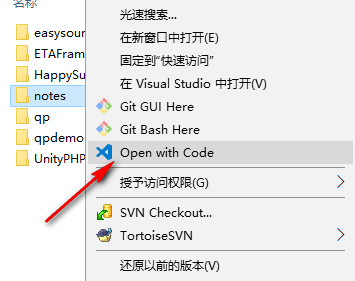 名称
easysour
ETAFram
HappySu
notes
qp
qpdemo
UnityPHP
光速搜索...
在新窗口中打开(E)
固定到"快速访问"
在 Visual Studio 中打开(V)
Git GUI Here
Git Bash Here
Open with Code
授予访问权限(G)
SVN Checkout...
TortoiseSVN
还原以前的版本(V)